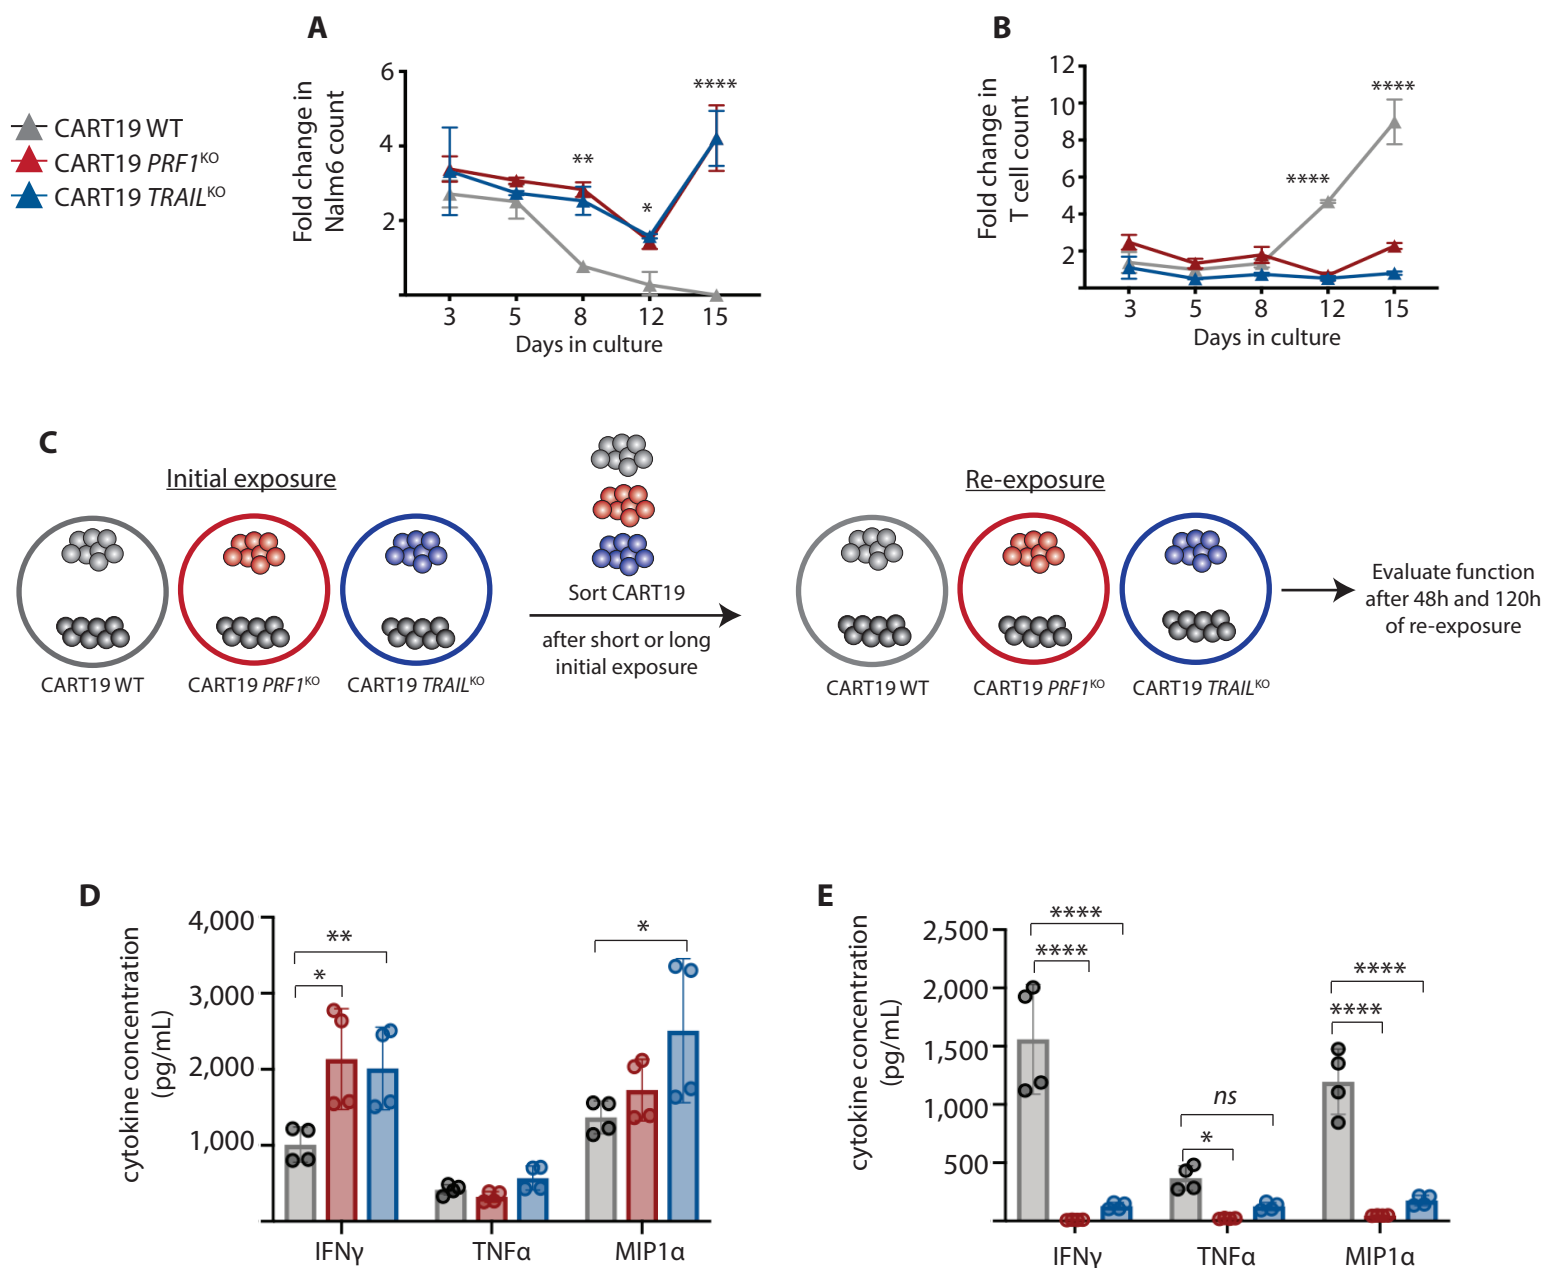 A
B
CART19 WT
CART19 PRF1KO
CART19 TRAILKO
Fold change in
Nalm6 count
6
4
2
**
*
****
3 5 8 12 15
Days in culture
Fold change in
T cell count
12
10
8
6
4
2
****
****
3 5 8 12 15
Days in culture
C
Initial exposure
CART19 WT
CART19 PRF1KO
CART19 TRAILKO
Sort CART19
after short or long
initial exposure
Re-exposure
CART19 WT
CART19 PRF1KO
CART19 TRAILKO
Evaluate function
after 48h and 120h
of re-exposure
D
cytokine concentration
(pg/mL)
4,000
3,000
2,000
1,000
**
*
*
IFNγ TNFα MIP1α
E
cytokine concentration
(pg/mL)
2,500
2,000
1,500
1,000
500
****
****
ns
*
****
****
IFNγ TNFα MIP1α